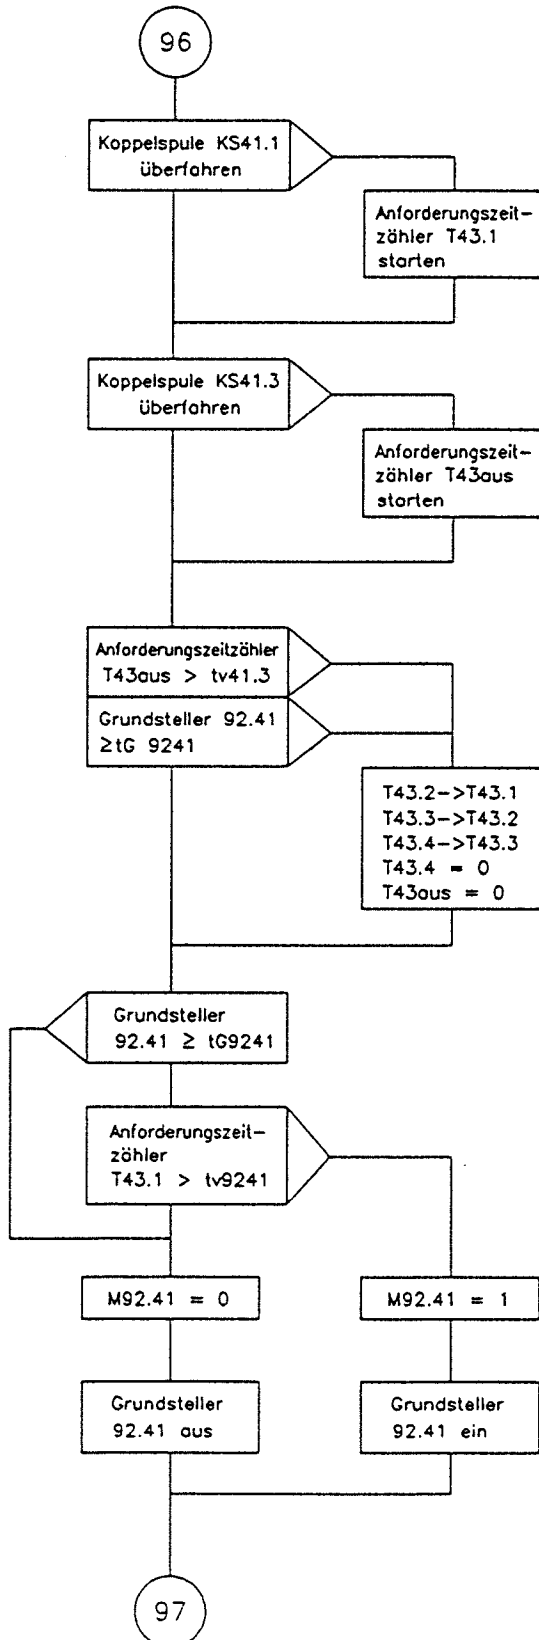 96
Koppelspule KS41.1
überfahren
Anforderungszeit-
zähler T43.1
starten
Koppelspule KS41.3
überfahren
Anforderungszeit-
zähler T43aus
starten
Anforderungszeitzähler
T43aus > tv41.3
Grundsteller 92.41
≥tG 9241
T43.2->T43.1
T43.3->T43.2
T43.4->T43.3
T43.4 = 0
T43aus = 0
Grundsteller
92.41 ≥ tG9241
Anforderungszeit-
zähler
T43.1 > tv9241
M92.41 = 0
M92.41 = 1
Grundsteller
92.41 aus
Grundsteller
92.41 ein
97